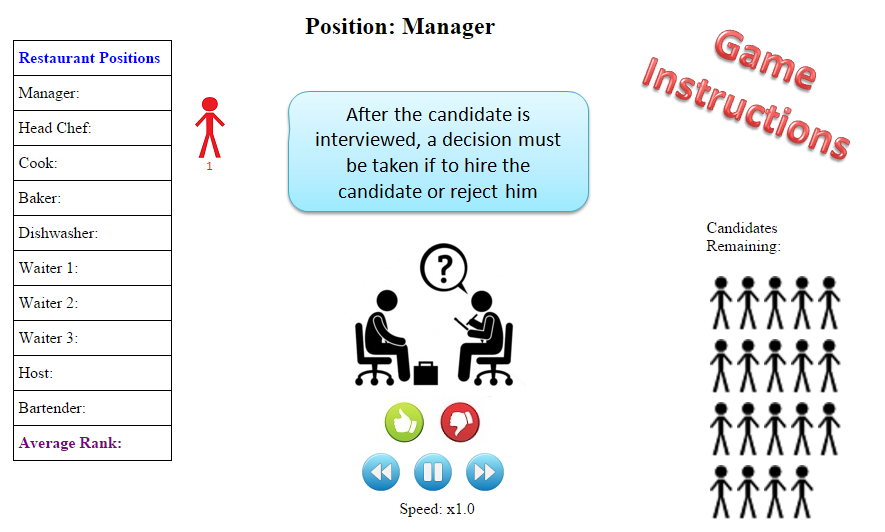 Position: Manager
Restaurant Positions
Manager:
Head Chef:
Cook:
Baker:
Dishwasher:
Waiter 1:
Waiter 2:
Waiter 3:
Host:
Bartender:
Average Rank:
1
After the candidate is
interviewed, a decision must
be taken if to hire the
candidate or reject him
?
Speed: x1.0
Game
Instructions
Candidates
Remaining: